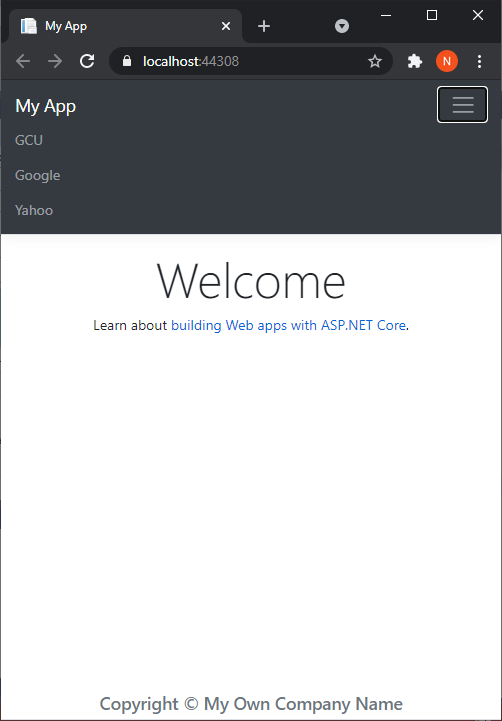 My App
localhost:44308
N
My App
GCU
Google
Yahoo
Welcome
Learn about building Web apps with ASP.NET Core.
Copyright © My Own Company Name